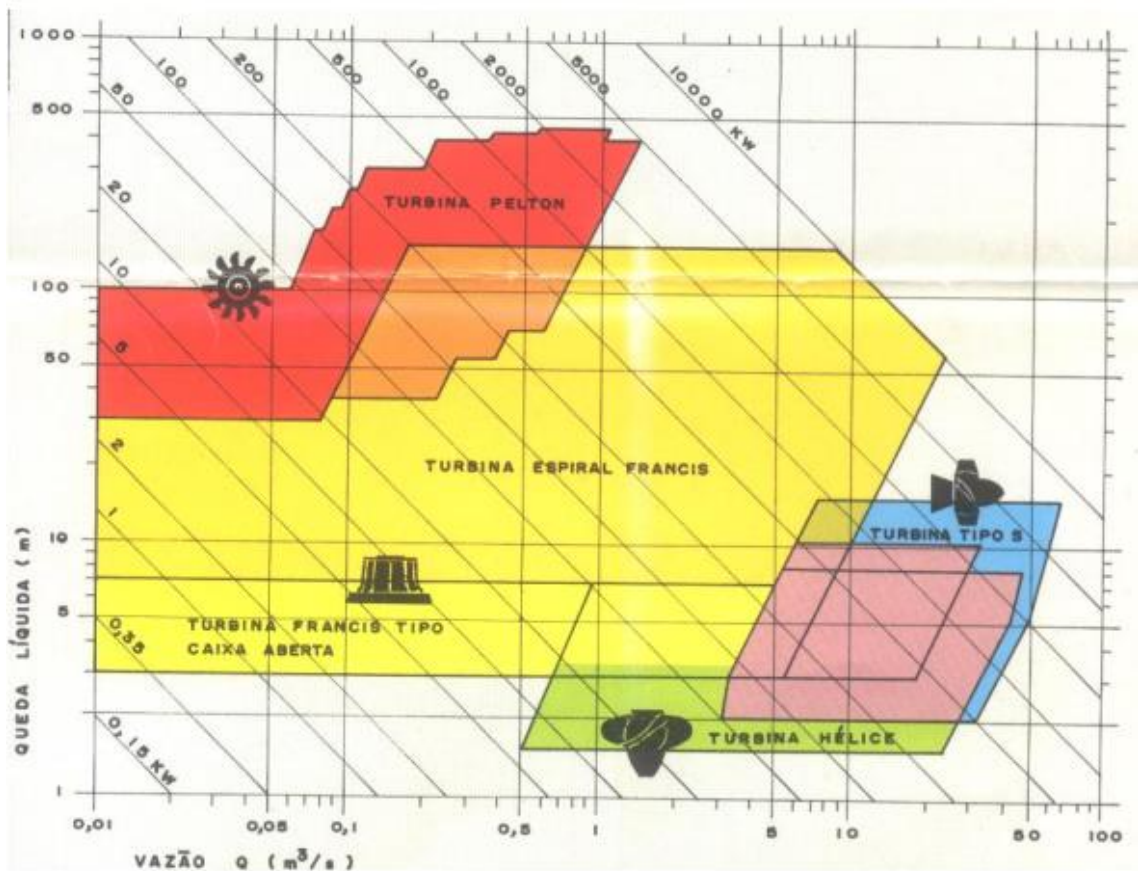 1000
500
100
50
10
5
1
QUEDA LÍQUIDA (m)
50
100
200
500
1000
2000
5000
10000 KW
20
10
5
2
1
0,35
0,15 KW
TURBINA PELTON
TURBINA ESPIRAL FRANCIS
TURBINA TIPO S
TURBINA FRANCIS TIPO
CAIXA ABERTA
TURBINA HÉLICE
0,01
0,05
0,1
0,5
1
5
10
50
100
VAZÃO Q (m³/s)